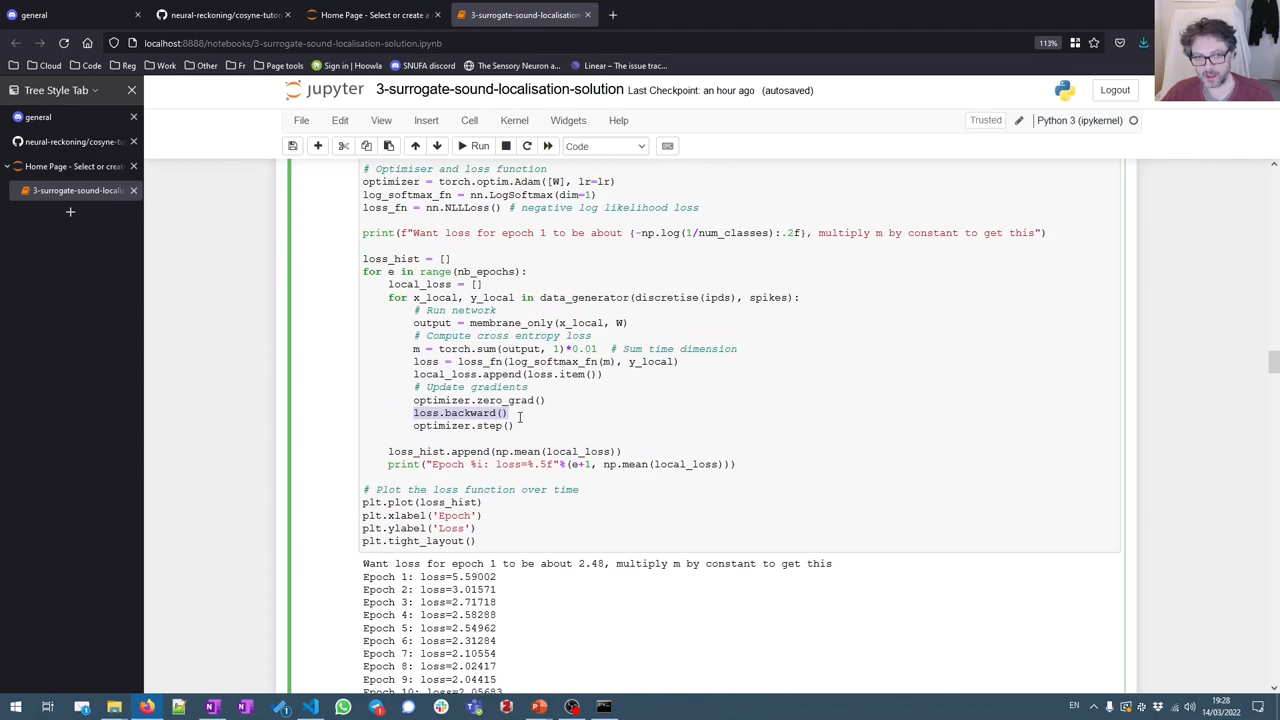 general
neural-reckoning/cosyne-tuto
Home Page - Select or create a
3-surrogate-sound-localisation
localhost:8888/notebooks/3-surrogate-sound-localisation-solution.ipynb
113%
Cloud
Code
Reg
Work
Other
Fr
Page tools
Sign in | Hoowla
SNUFA discord
The Sensory Neuron a...
Linear – The issue trac...
Tree Style Tab
general
neural-reckoning/cosyne-tu
Home Page - Select or creat
3-surrogate-sound-localis
jupyter
3-surrogate-sound-localisation-solution Last Checkpoint: an hour ago (autosaved)
Logout
File
Edit
View
Insert
Cell
Kernel
Widgets
Help
Trusted
Python 3 (ipykernel)
Run
Code
# Optimiser and loss function
optimizer = torch.optim.Adam([W], lr=lr)
log_softmax_fn = nn.LogSoftmax(dim=1)
loss_fn = nn.NLLLoss() # negative log likelihood loss
print(f"Want loss for epoch 1 to be about {-np.log(1/num_classes):.2f}, multiply m by constant to get this")
loss_hist = []
for e in range(nb_epochs):
local_loss = []
for x_local, y_local in data_generator(discretise(ipds), spikes):
# Run network
output = membrane_only(x_local, W)
# Compute cross entropy loss
m = torch.sum(output, 1)*0.01  # Sum time dimension
loss = loss_fn(log_softmax_fn(m), y_local)
local_loss.append(loss.item())
# Update gradients
optimizer.zero_grad()
loss.backward()
optimizer.step()
loss_hist.append(np.mean(local_loss))
print("Epoch %i: loss=%.5f"%(e+1, np.mean(local_loss)))
# Plot the loss function over time
plt.plot(loss_hist)
plt.xlabel('Epoch')
plt.ylabel('Loss')
plt.tight_layout()
Want loss for epoch 1 to be about 2.48, multiply m by constant to get this
Epoch 1: loss=5.59002
Epoch 2: loss=3.01571
Epoch 3: loss=2.71718
Epoch 4: loss=2.58288
Epoch 5: loss=2.54962
Epoch 6: loss=2.31284
Epoch 7: loss=2.10554
Epoch 8: loss=2.02417
Epoch 9: loss=2.04415
Epoch 10: loss=2.05683
EN
19:28
14/03/2022